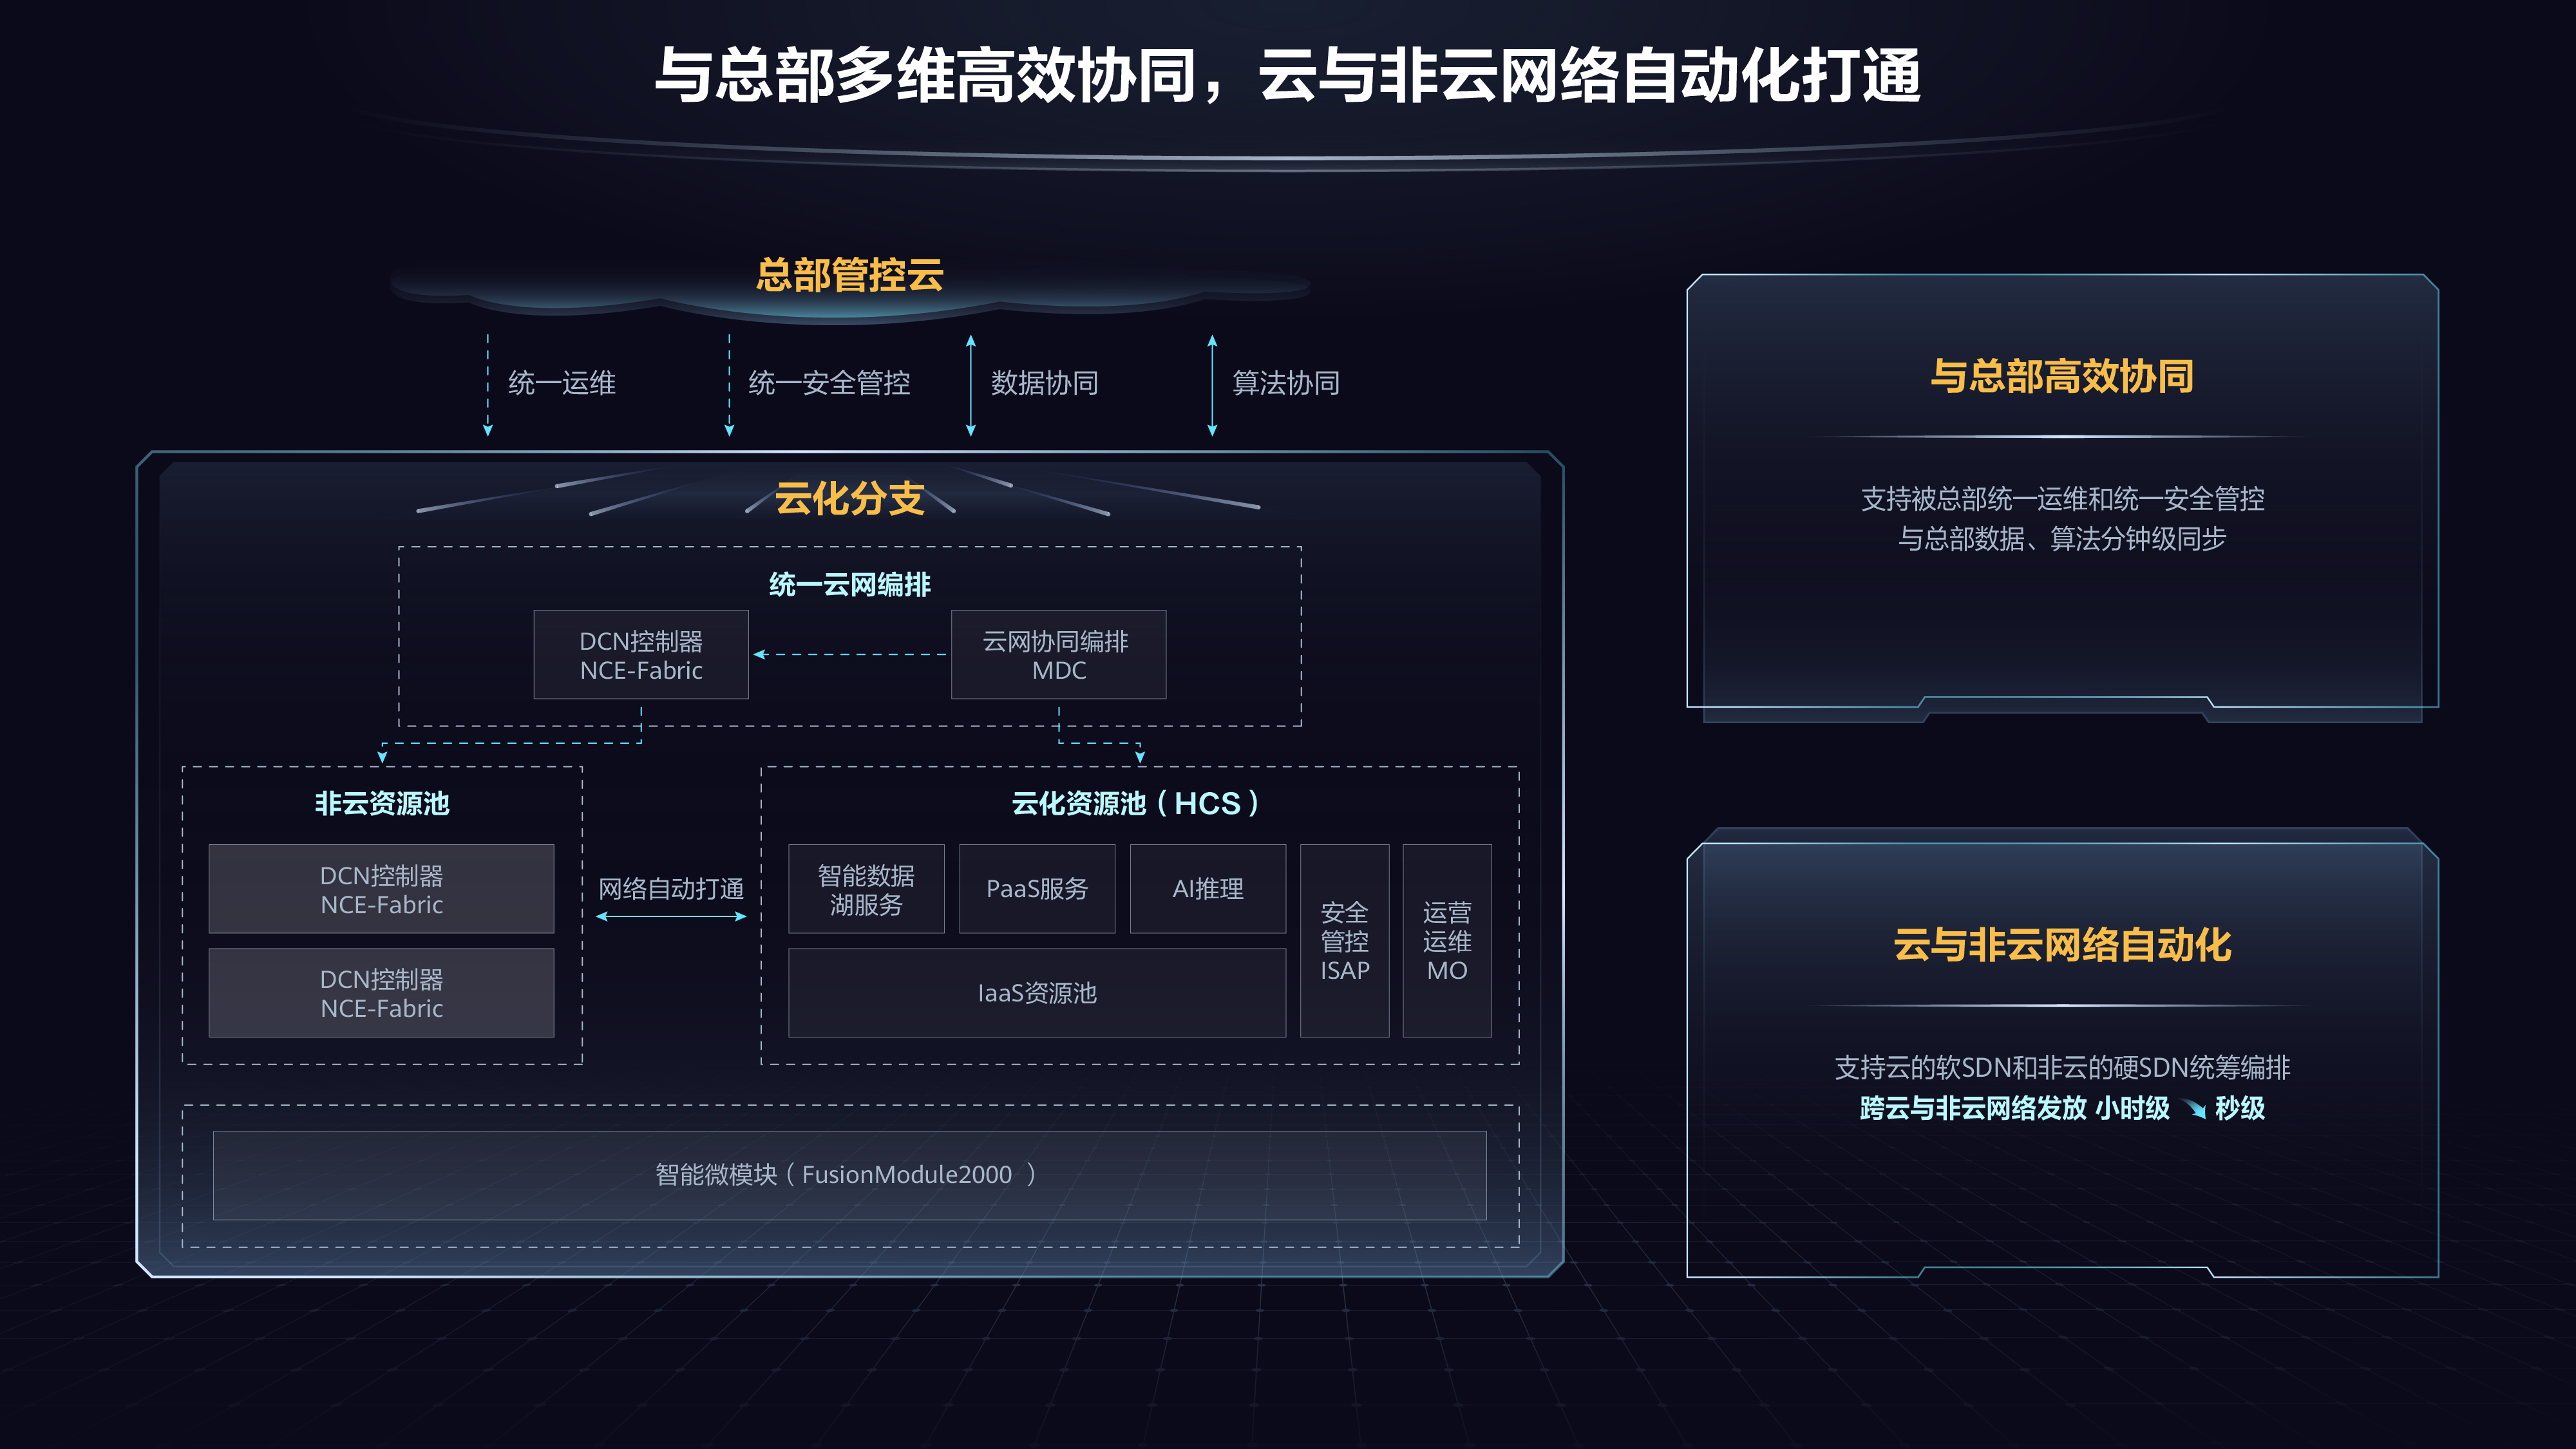 与总部多维高效协同，云与非云网络自动化打通
总部管控云
统一运维
统一安全管控
数据协同
算法协同
云化分支
统一云网编排
DCN控制器
NCE-Fabric
云网协同编排
MDC
非云资源池
DCN控制器
NCE-Fabric
DCN控制器
NCE-Fabric
网络自动打通
云化资源池（HCS）
智能数据
湖服务
PaaS服务
AI推理
IaaS资源池
安全
管控
ISAP
运营
运维
MO
智能微模块（FusionModule2000 ）
与总部高效协同
支持被总部统一运维和统一安全管控
与总部数据、算法分钟级同步
云与非云网络自动化
支持云的软SDN和非云的硬SDN统筹编排
跨云与非云网络发放 小时级 秒级